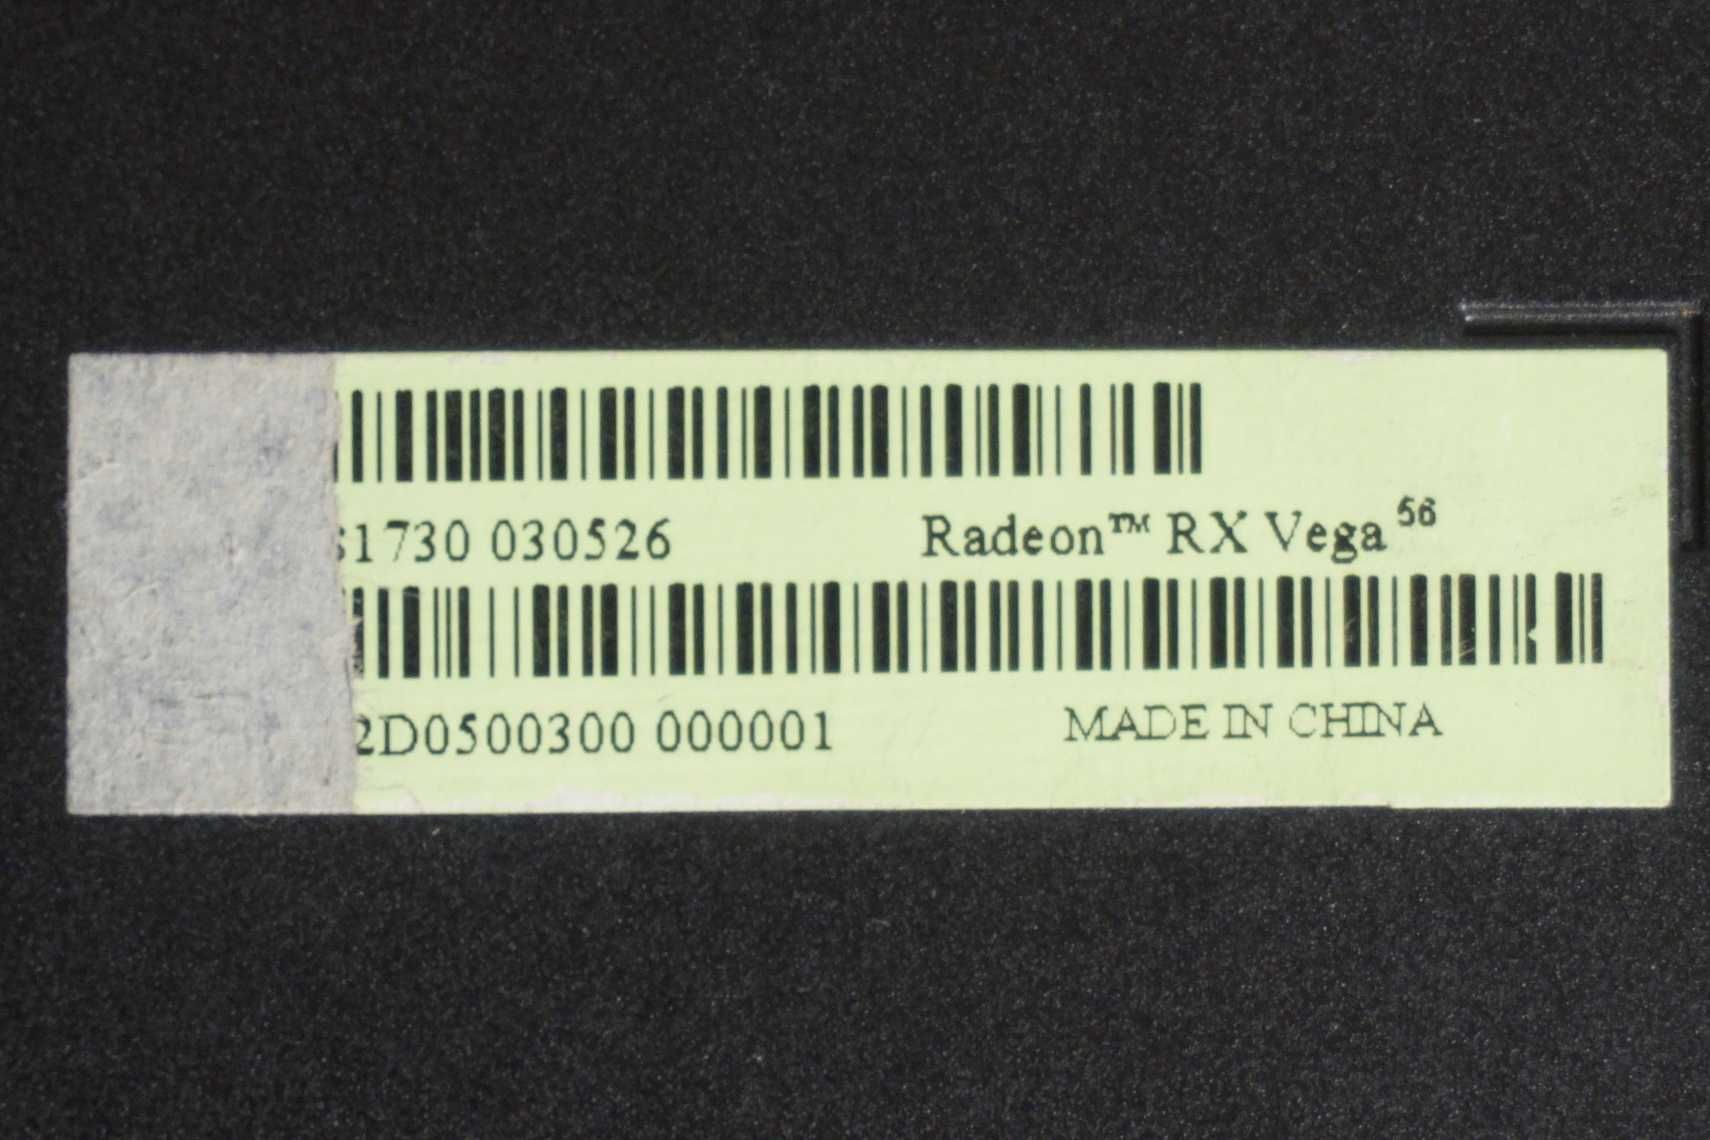 1730 030526 Radeon™ RX Vega 56
2D0500300 000001 MADE IN CHINA